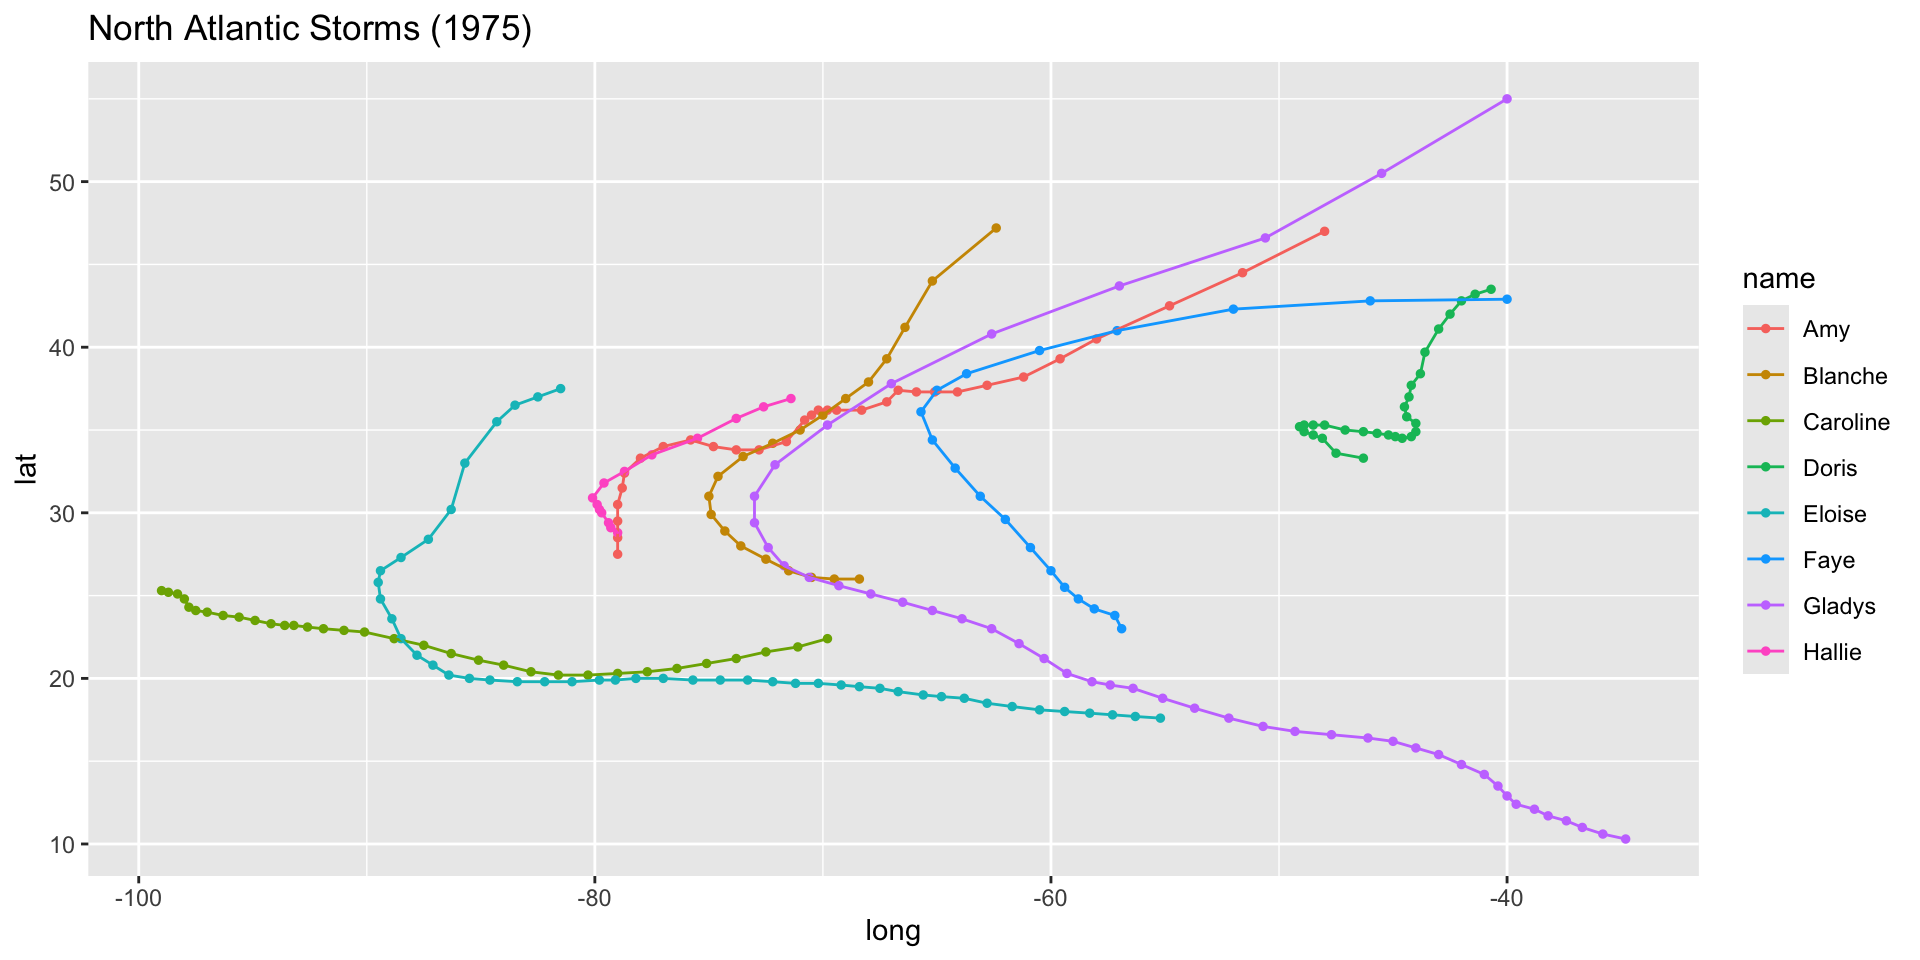 North Atlantic Storms (1975)
50
40
30
20
10
lat
-100
-80
-60
-40
long
name
Amy
Blanche
Caroline
Doris
Eloise
Faye
Gladys
Hallie